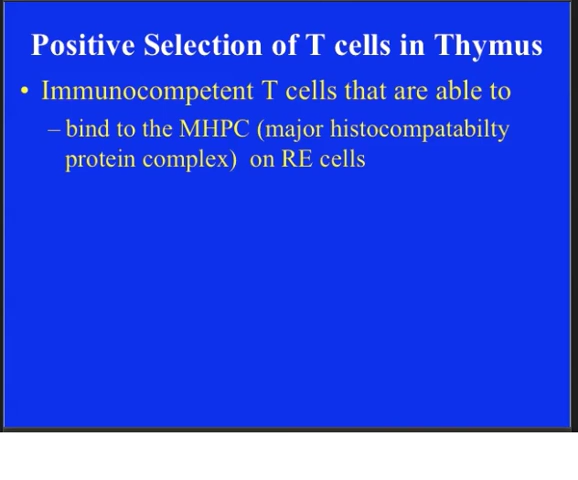 Positive Selection of T cells in Thymus
• Immunocompetent T cells that are able to
– bind to the MHPC (major histocompatabilty
protein complex) on RE cells